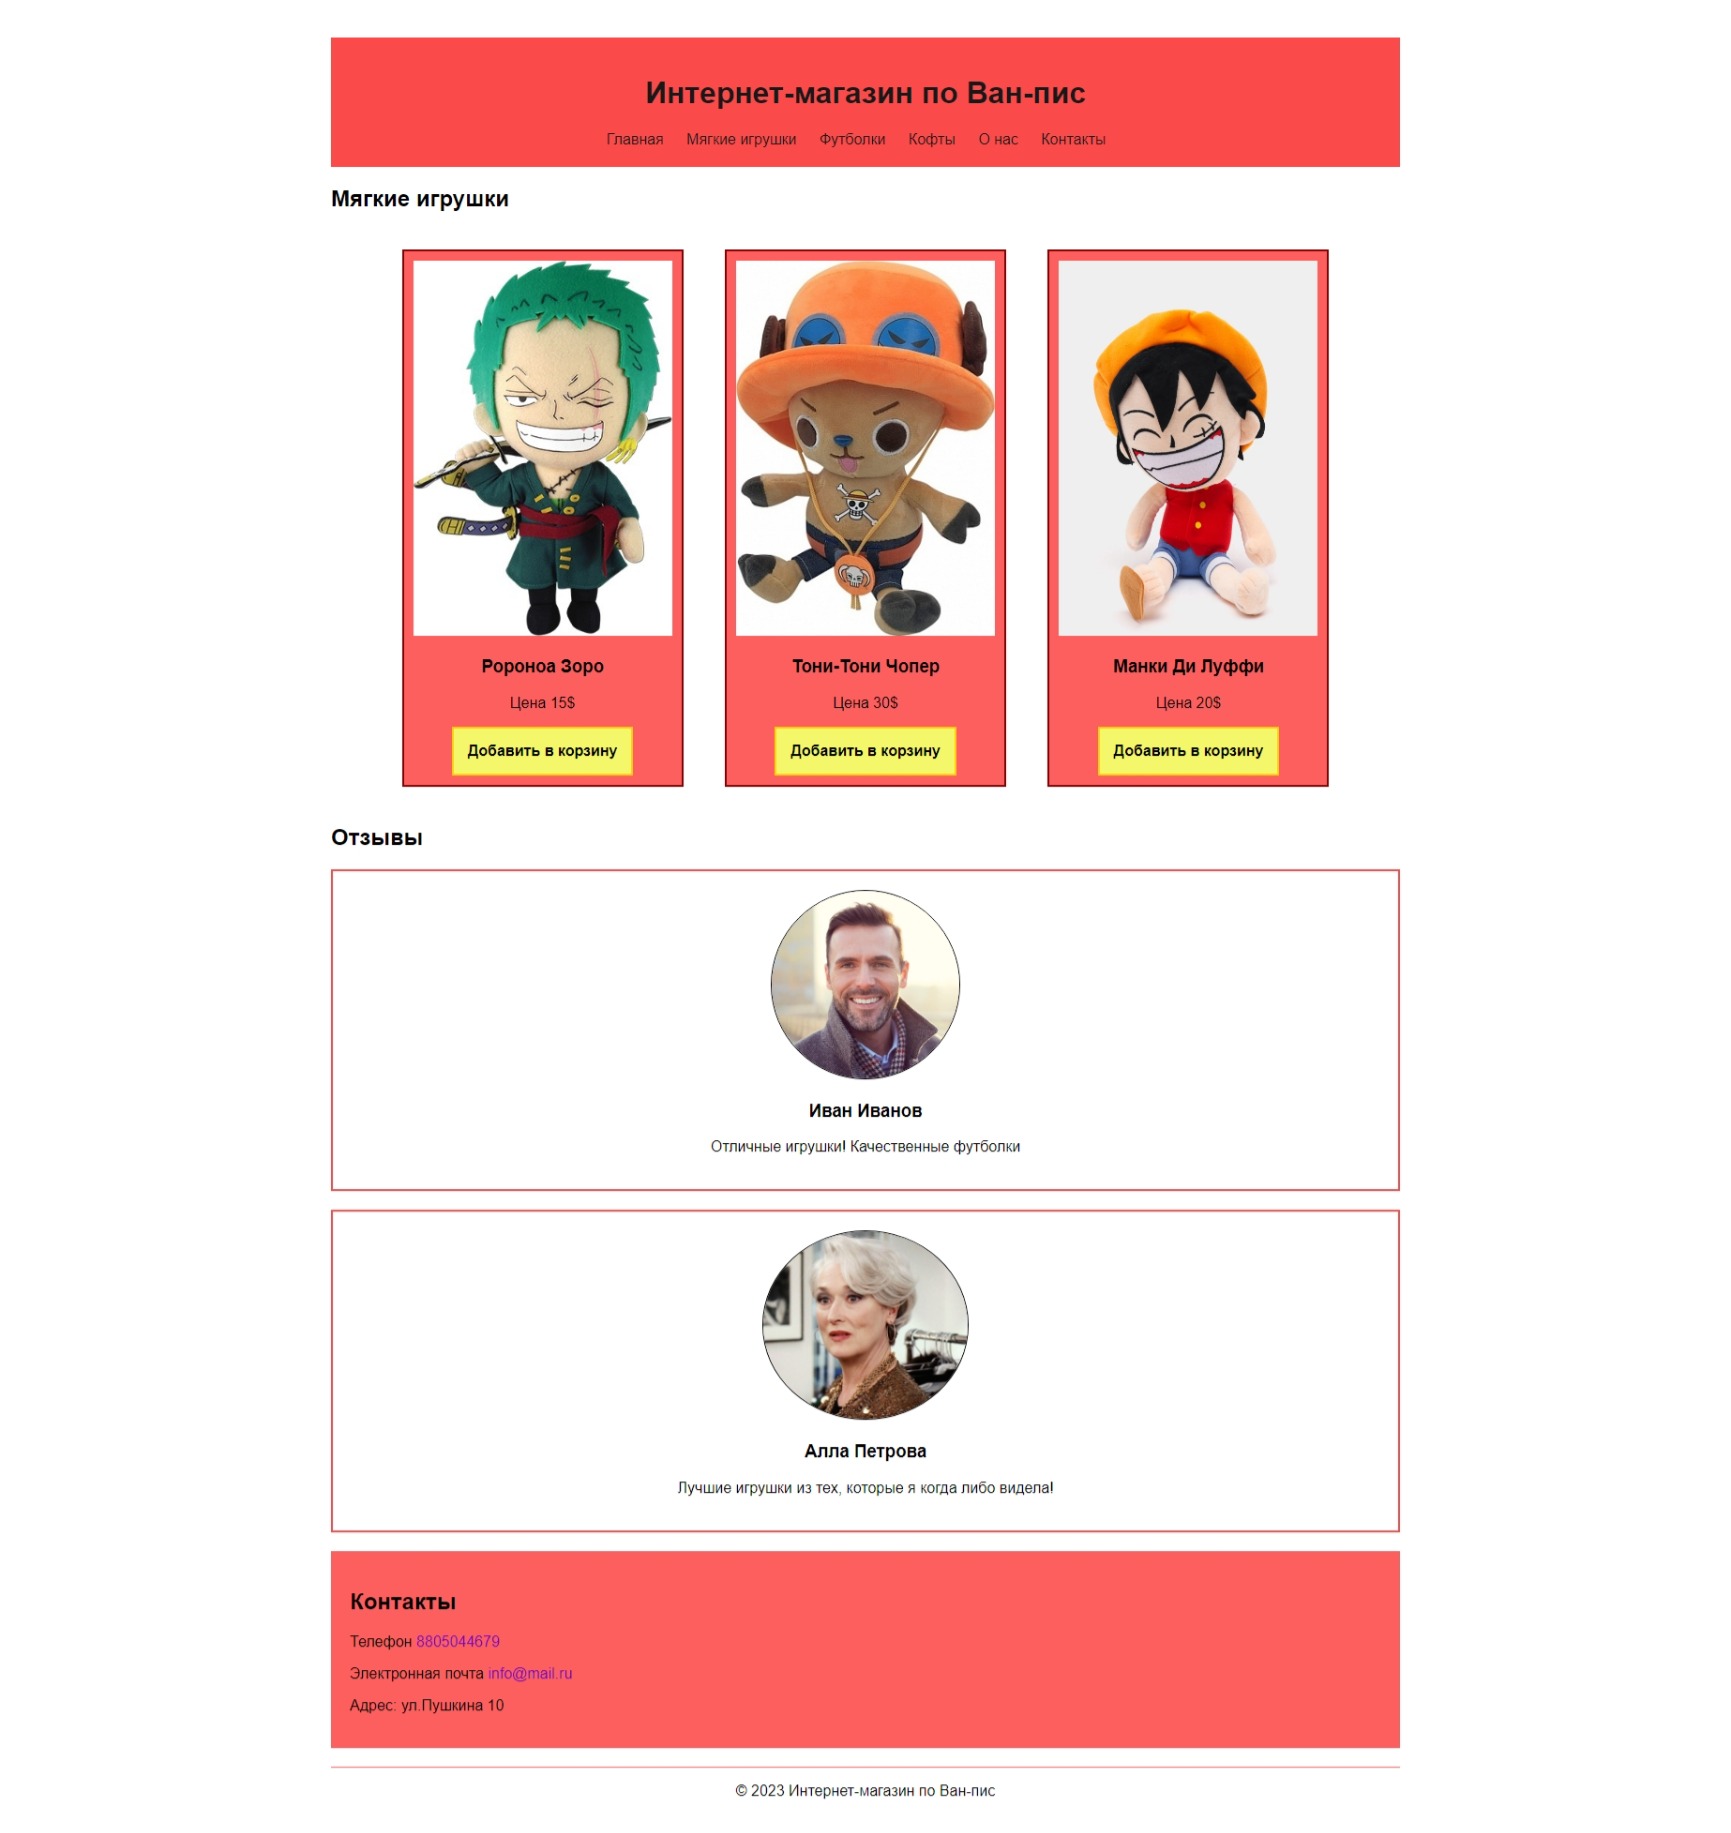 Интернет-магазин по Ван-пис
Главная Мягкие игрушки Футболки Кофты О нас Контакты
Мягкие игрушки
Ророноа Зоро
Цена 15$
Добавить в корзину
Тони-Тони Чопер
Цена 30$
Добавить в корзину
Манки Ди Луффи
Цена 20$
Добавить в корзину
Отзывы
Иван Иванов
Отличные игрушки! Качественные футболки
Алла Петрова
Лучшие игрушки из тех, которые я когда либо видела!
Контакты
Телефон 8805044679
Электронная почта info@mail.ru
Адрес: ул.Пушкина 10
© 2023 Интернет-магазин по Ван-пис